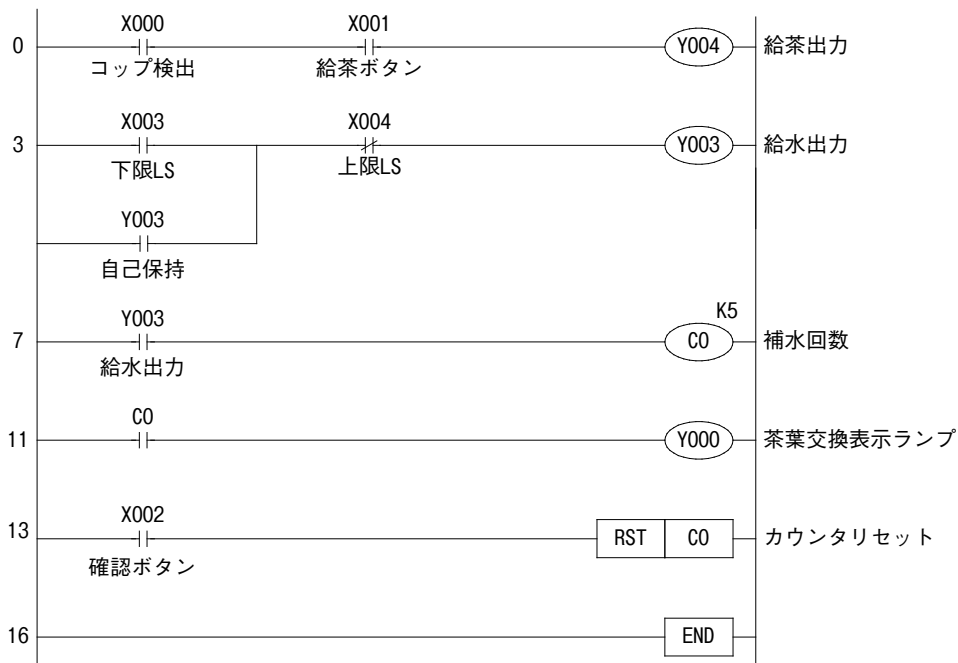 X000 X001
0 Y004 給茶出力
コップ検出 給茶ボタン
X003 X004
3 Y003 給水出力
下限LS 上限LS
Y003
自己保持
Y003 K5
7 C0 補水回数
給水出力
C0
11 Y000 茶葉交換表示ランプ
X002
13 RST C0 カウンタリセット
確認ボタン
16 END